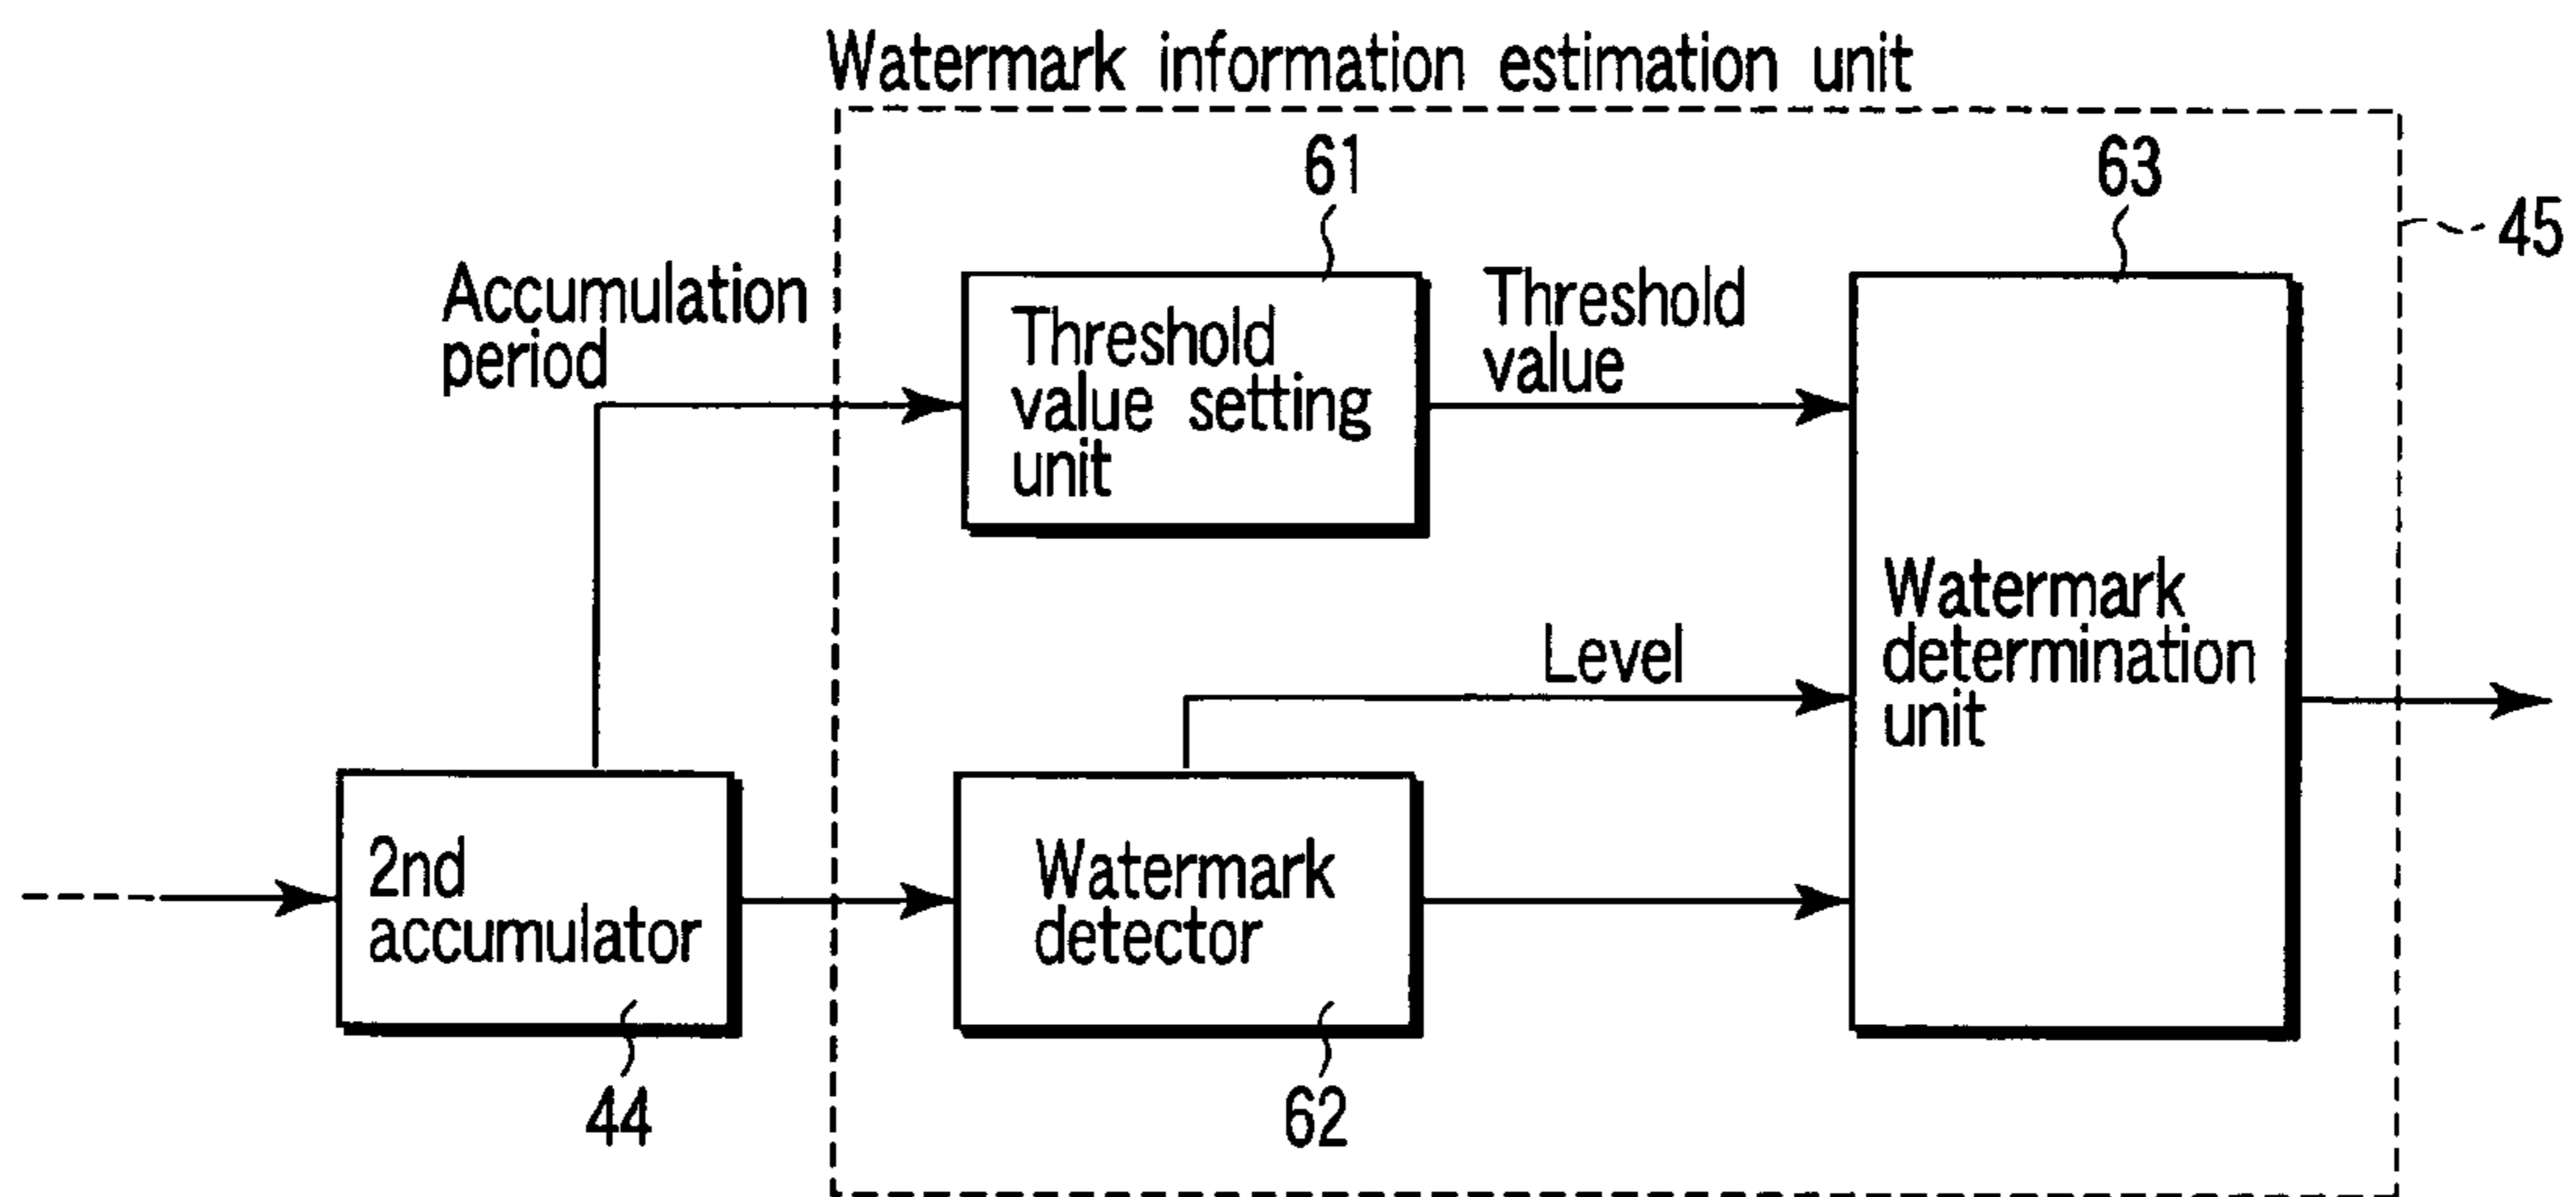 Watermark information estimation unit
61
63
45
Accumulation
period
Threshold
value setting
unit
Threshold
value
Level
Watermark
determination
unit
2nd
accumulator
Watermark
detector
44
62